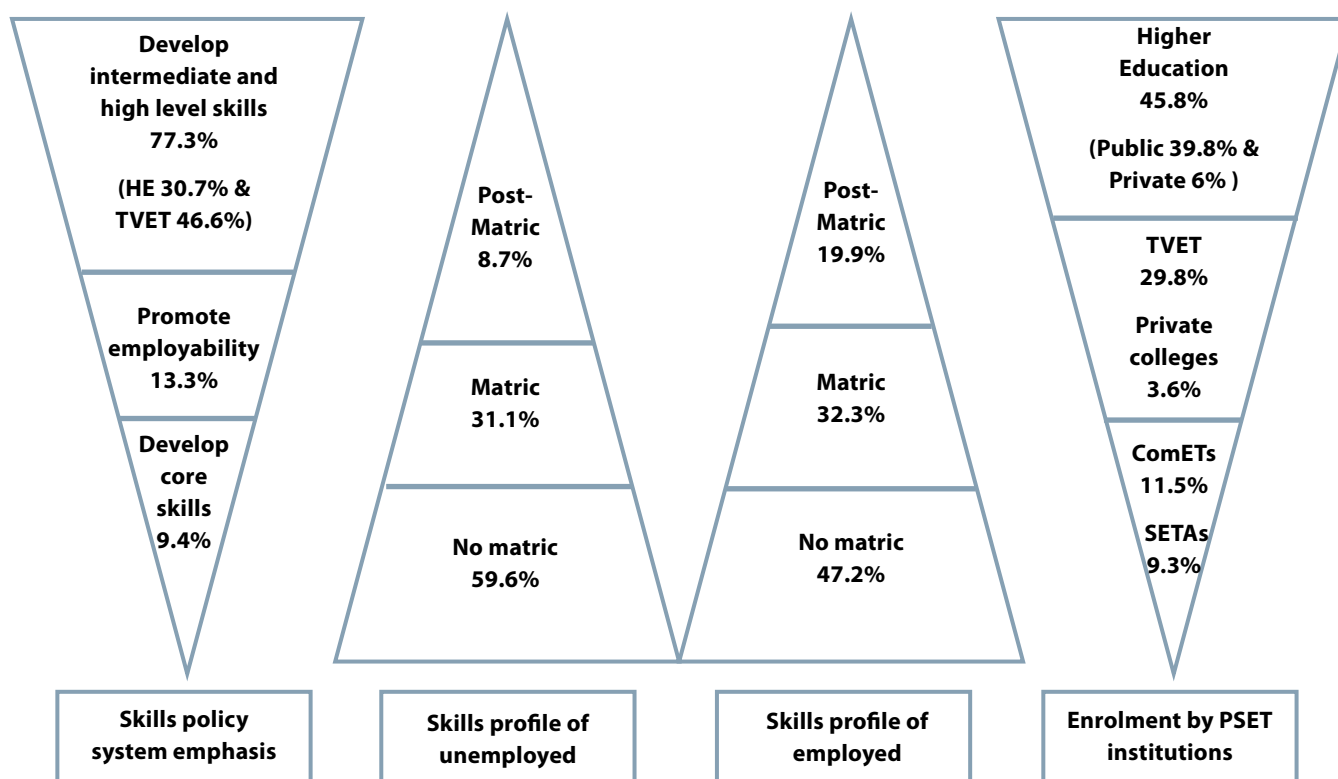 Develop
intermediate and
high level skills
77.3%
(HE 30.7% &
TVET 46.6%)
Promote
employability
13.3%
Develop
core
skills
9.4%
Skills policy
system emphasis
Post-
Matric
8.7%
Matric
31.1%
No matric
59.6%
Skills profile of
unemployed
Post-
Matric
19.9%
Matric
32.3%
No matric
47.2%
Skills profile of
employed
Higher
Education
45.8%
(Public 39.8% &
Private 6% )
TVET
29.8%
Private
colleges
3.6%
ComETs
11.5%
SETAs
9.3%
Enrolment by PSET
institutions